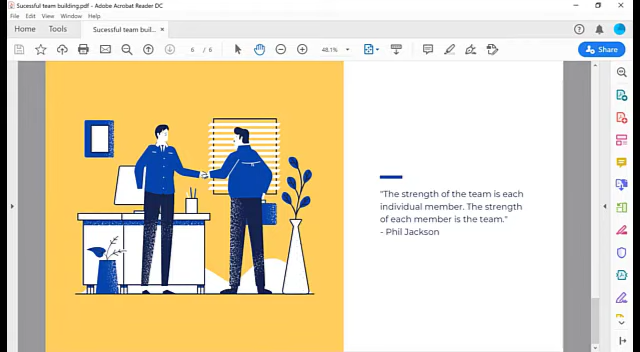 Sucessful team building.pdf - Adobe Acrobat Reader DC
File Edit View Window Help
Home Tools Sucessful team buil... ×
6 / 6 48.1% Share
"The strength of the team is each
individual member. The strength
of each member is the team."
- Phil Jackson